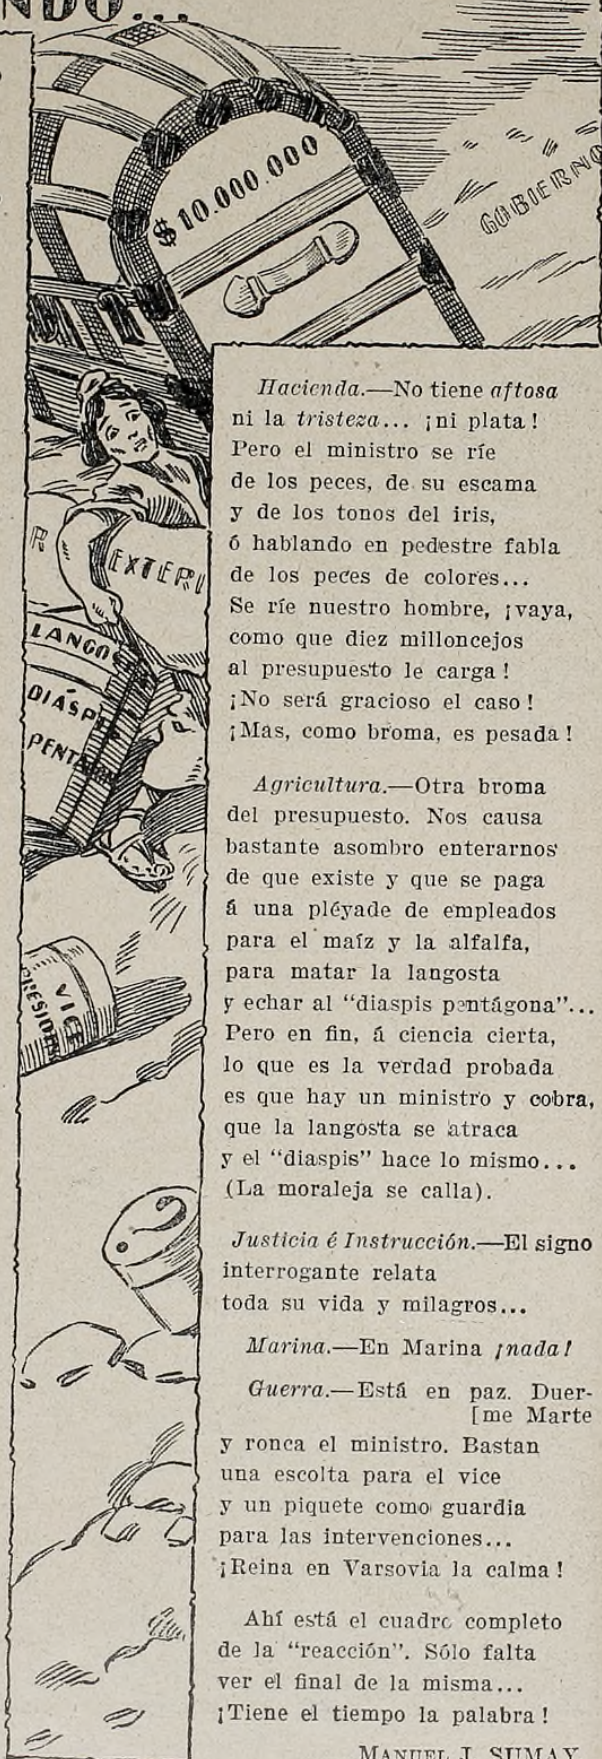 NDO...
$ 10.000.000
GOBIERNO
EXTERI
LANGOS
DIÁSPI
PENTA
VICE
PRESIDEN
?
Hacienda.—No tiene aftosa
ni la tristeza... ¡ni plata!
Pero el ministro se ríe
de los peces, de su escama
y de los tonos del iris,
ó hablando en pedestre fabla
de los peces de colores...
Se ríe nuestro hombre, ¡vaya,
como que diez milloncejos
al presupuesto le carga!
¡No será gracioso el caso!
¡Mas, como broma, es pesada!
Agricultura.—Otra broma
del presupuesto. Nos causa
bastante asombro enterarnos
de que existe y que se paga
á una pléyade de empleados
para el maíz y la alfalfa,
para matar la langosta
y echar al “diaspis pentágona”...
Pero en fin, á ciencia cierta,
lo que es la verdad probada
es que hay un ministro y cobra,
que la langosta se atraca
y el “diaspis” hace lo mismo...
(La moraleja se calla).
Justicia é Instrucción.—El signo
interrogante relata
toda su vida y milagros...
Marina.—En Marina ¡nada!
Guerra.—Está en paz. Duer-
[me Marte
y ronca el ministro. Bastan
una escolta para el vice
y un piquete como guardia
para las intervenciones...
¡Reina en Varsovia la calma!
Ahí está el cuadro completo
de la “reacción”. Sólo falta
ver el final de la misma...
¡Tiene el tiempo la palabra!
MANUEL J. SUMAY